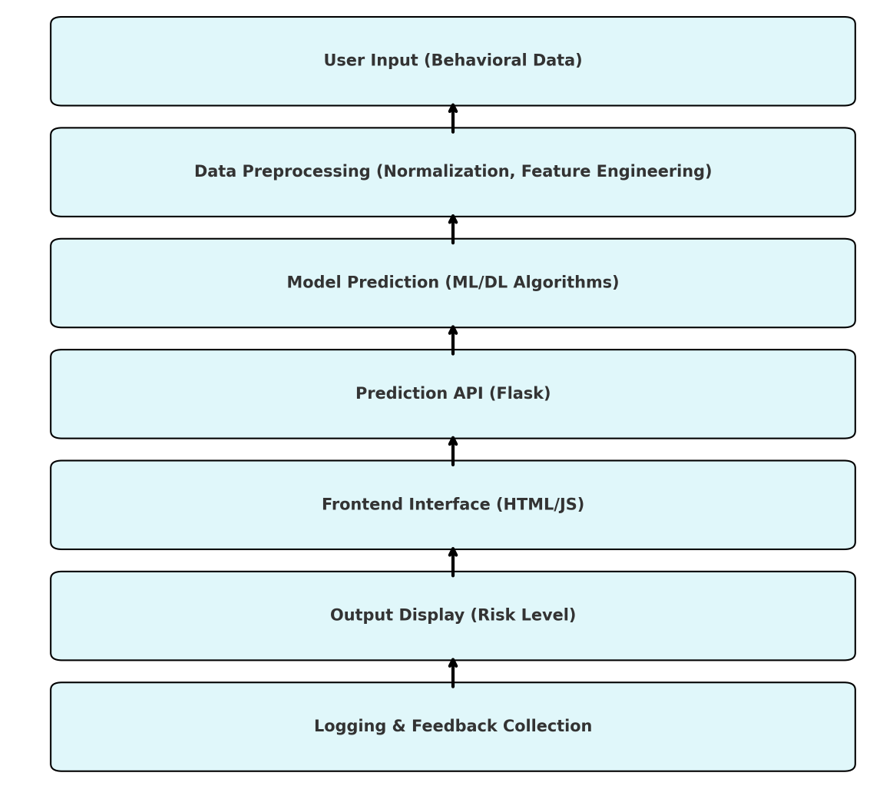 User Input (Behavioral Data)
Data Preprocessing (Normalization, Feature Engineering)
Model Prediction (ML/DL Algorithms)
Prediction API (Flask)
Frontend Interface (HTML/JS)
Output Display (Risk Level)
Logging & Feedback Collection